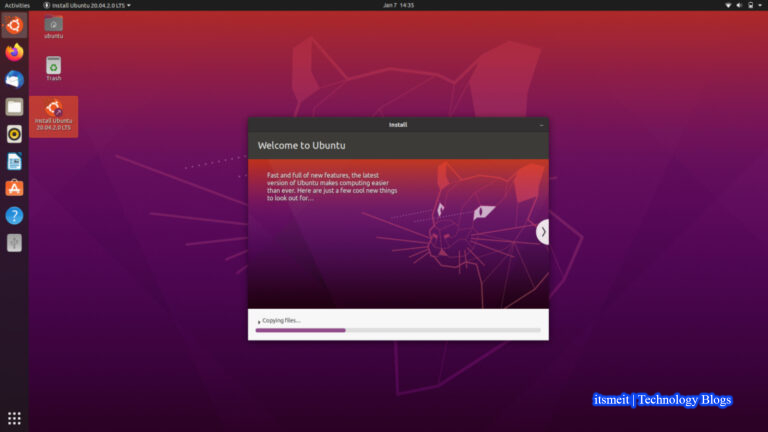 Activities
Install Ubuntu 20.04.2.0 LTS
Jan 7 14:35
ubuntu
Trash
Install Ubuntu
20.04.2.0 LTS
Install
Welcome to Ubuntu
Fast and full of new features, the latest
version of Ubuntu makes computing easier
than ever. Here are just a few cool new things
to look out for...
Copying files...
itsmeit | Technology Blogs